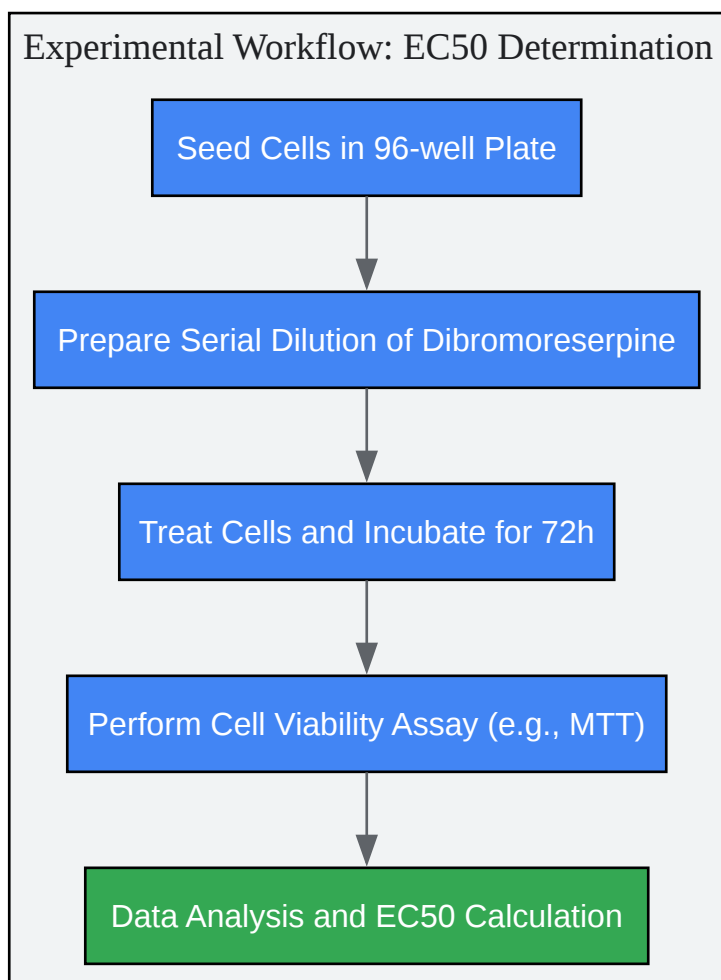 Experimental Workflow: EC50 Determination
Seed Cells in 96-well Plate
Prepare Serial Dilution of Dibromoreserpine
Treat Cells and Incubate for 72h
Perform Cell Viability Assay (e.g., MTT)
Data Analysis and EC50 Calculation